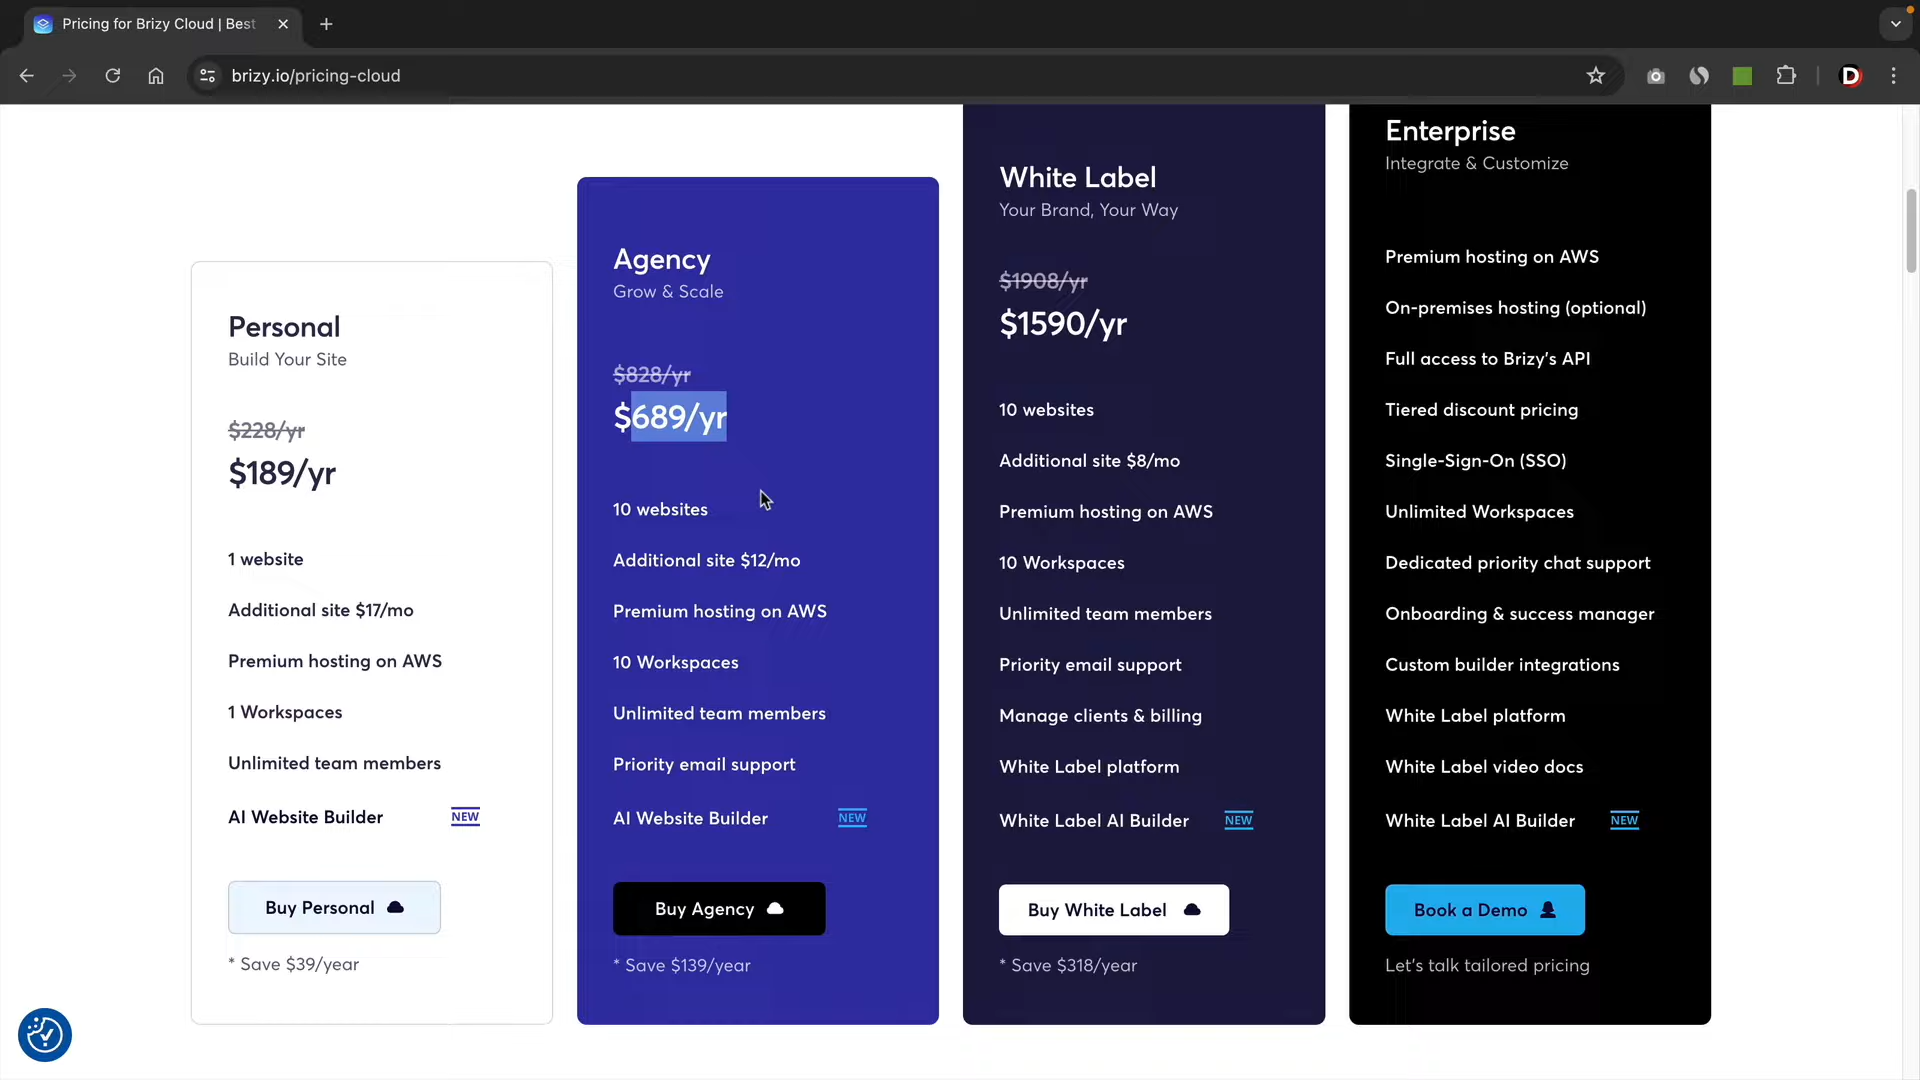 Pricing for Brizy Cloud | Best
brizy.io/pricing-cloud
D
Personal
Build Your Site
$228/yr
$189/yr
1 website
Additional site $17/mo
Premium hosting on AWS
1 Workspaces
Unlimited team members
AI Website Builder NEW
Buy Personal
* Save $39/year
Agency
Grow & Scale
$828/yr
$689/yr
10 websites
Additional site $12/mo
Premium hosting on AWS
10 Workspaces
Unlimited team members
Priority email support
AI Website Builder NEW
Buy Agency
* Save $139/year
White Label
Your Brand, Your Way
$1908/yr
$1590/yr
10 websites
Additional site $8/mo
Premium hosting on AWS
10 Workspaces
Unlimited team members
Priority email support
Manage clients & billing
White Label platform
White Label AI Builder NEW
Buy White Label
* Save $318/year
Enterprise
Integrate & Customize
Premium hosting on AWS
On-premises hosting (optional)
Full access to Brizy's API
Tiered discount pricing
Single-Sign-On (SSO)
Unlimited Workspaces
Dedicated priority chat support
Onboarding & success manager
Custom builder integrations
White Label platform
White Label video docs
White Label AI Builder NEW
Book a Demo
Let's talk tailored pricing